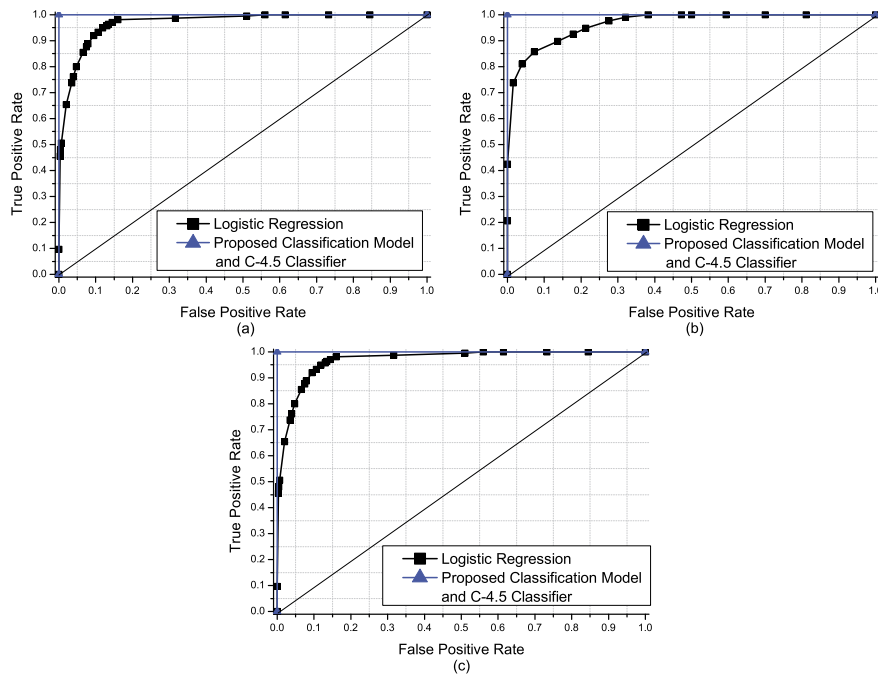 1.0
0.9
0.8
0.7
0.6
0.5
0.4
0.3
0.2
0.1
0.0
True Positive Rate
Logistic Regression
Proposed Classification Model
and C-4.5 Classifier
0.0 0.1 0.2 0.3 0.4 0.5 0.6 0.7 0.8 0.9 1.0
False Positive Rate
(a)
1.0
0.9
0.8
0.7
0.6
0.5
0.4
0.3
0.2
0.1
0.0
True Positive Rate
Logistic Regression
Proposed Classification Model
and C-4.5 Classifier
0.0 0.1 0.2 0.3 0.4 0.5 0.6 0.7 0.8 0.9 1.0
False Positive Rate
(b)
1.0
0.9
0.8
0.7
0.6
0.5
0.4
0.3
0.2
0.1
0.0
True Positive Rate
Logistic Regression
Proposed Classification Model
and C-4.5 Classifier
0.0 0.1 0.2 0.3 0.4 0.5 0.6 0.7 0.8 0.9 1.0
False Positive Rate
(c)